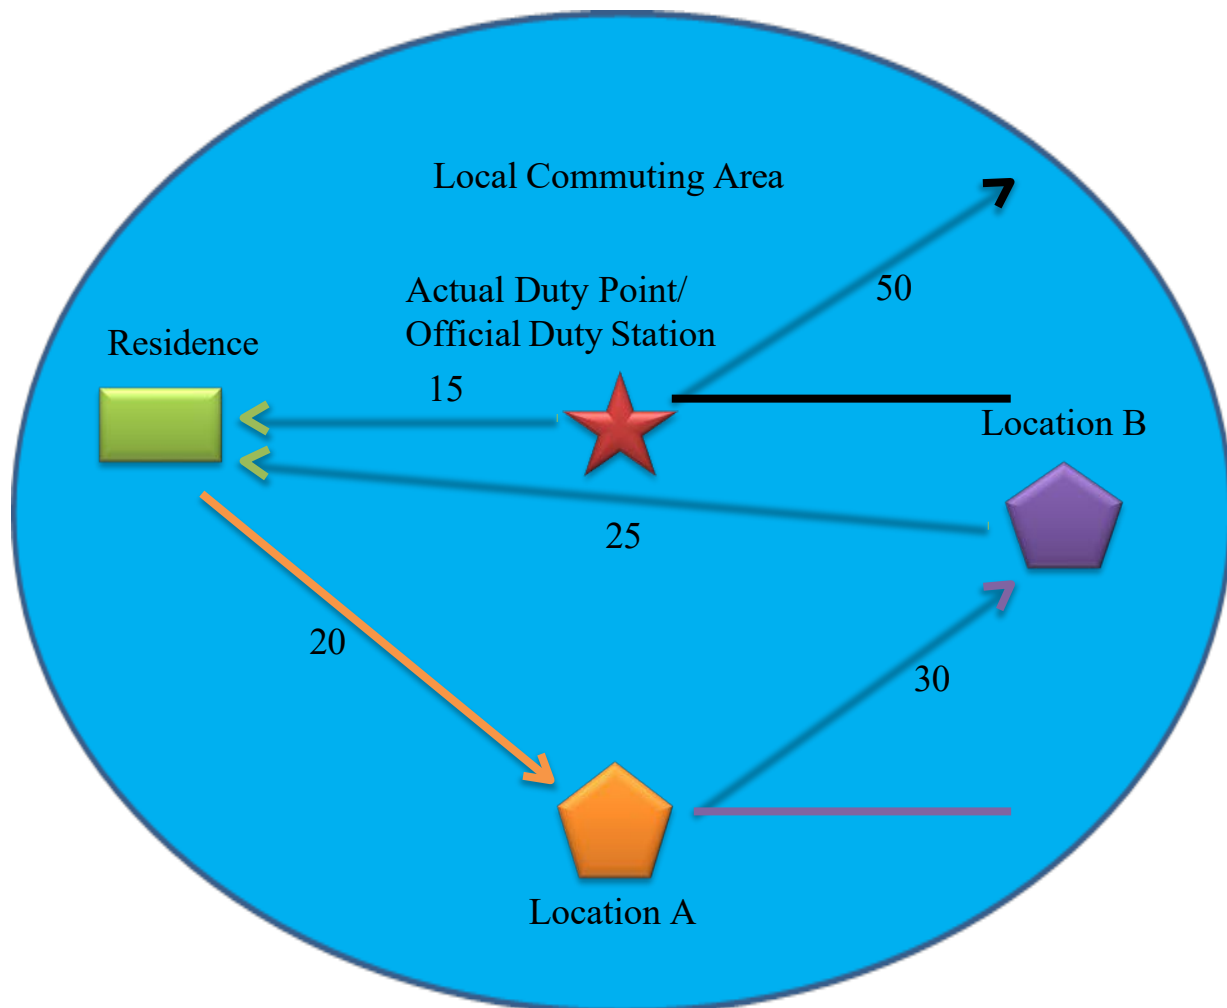 Local Commuting Area
50
Actual Duty Point/
Official Duty Station
Residence
15
Location B
25
20
30
Location A